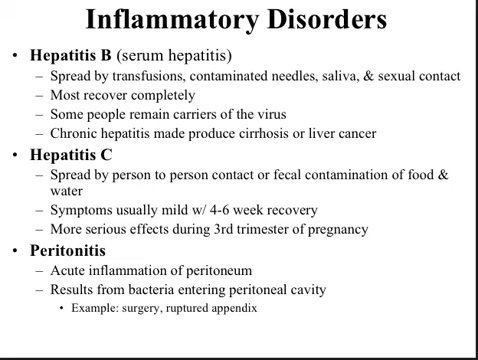 Inflammatory Disorders
• Hepatitis B (serum hepatitis)
– Spread by transfusions, contaminated needles, saliva, & sexual contact
– Most recover completely
– Some people remain carriers of the virus
– Chronic hepatitis made produce cirrhosis or liver cancer
• Hepatitis C
– Spread by person to person contact or fecal contamination of food &
water
– Symptoms usually mild w/ 4-6 week recovery
– More serious effects during 3rd trimester of pregnancy
• Peritonitis
– Acute inflammation of peritoneum
– Results from bacteria entering peritoneal cavity
• Example: surgery, ruptured appendix